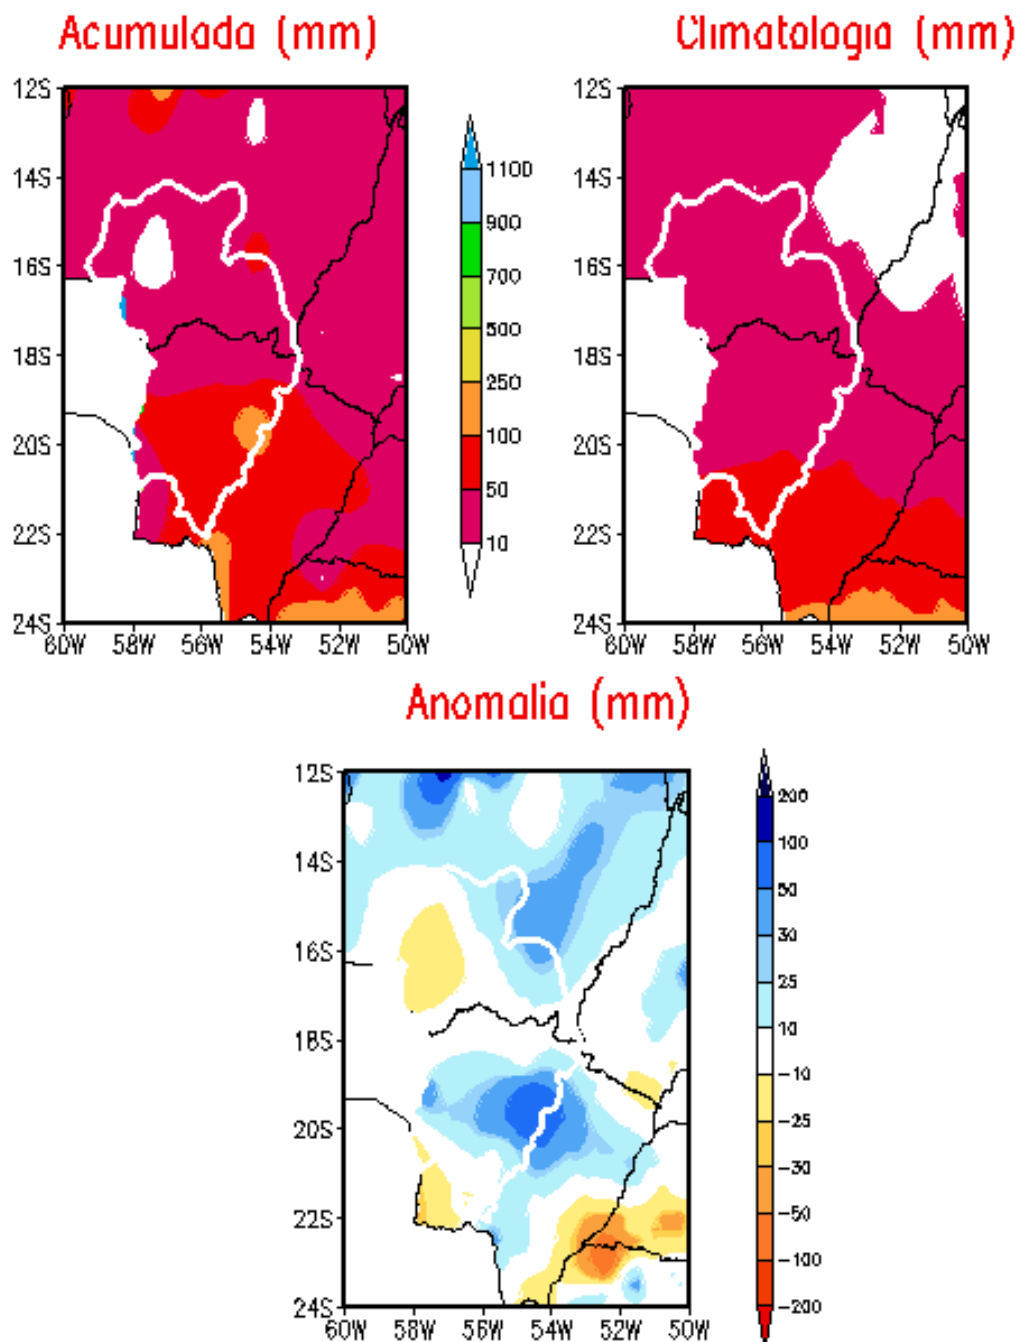 Acumulada (mm)
Climatologia (mm)
12S
14S
16S
18S
20S
22S
24S
60W 58W 56W 54W 52W 50W
1100
900
700
500
250
100
50
10
12S
14S
16S
18S
20S
22S
24S
60W 58W 56W 54W 52W 50W
Anomalia (mm)
12S
14S
16S
18S
20S
22S
24S
60W 58W 56W 54W 52W 50W
200
100
50
30
25
10
-10
-25
-30
-50
-100
-200